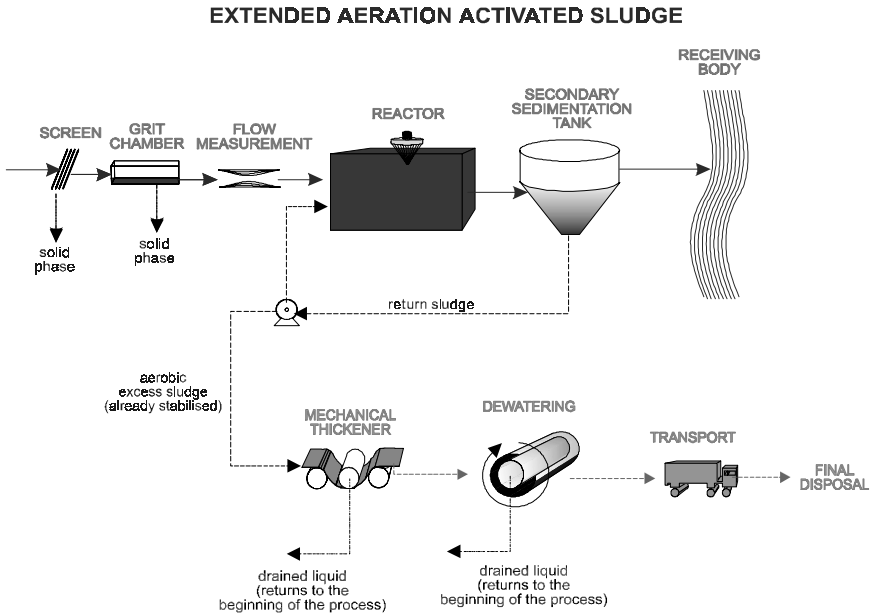 EXTENDED AERATION ACTIVATED SLUDGE
RECEIVING
BODY
SECONDARY
SEDIMENTATION
TANK
REACTOR
SCREEN
GRIT
CHAMBER
FLOW
MEASUREMENT
solid
phase
solid
phase
return sludge
aerobic
excess sludge
(already stabilised)
MECHANICAL
THICKENER
DEWATERING
TRANSPORT
FINAL
DISPOSAL
drained liquid
(returns to the
beginning of the process)
drained liquid
(returns to the
beginning of the process)